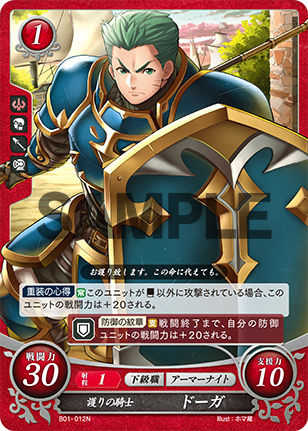 1
SAMPLE
お護り致します。この命に代えても。
重装の心得 常 このユニットが 以外に攻撃されている場合、この
ユニットの戦闘力は＋20される。
防御の紋章 支 戦闘終了まで、自分の防御
ユニットの戦闘力は＋20される。
戦闘力 30
射程 1 下級職 アーマーナイト
支援力 10
護りの騎士 ドーガ
B01-012N
Illust：ホマ蔵